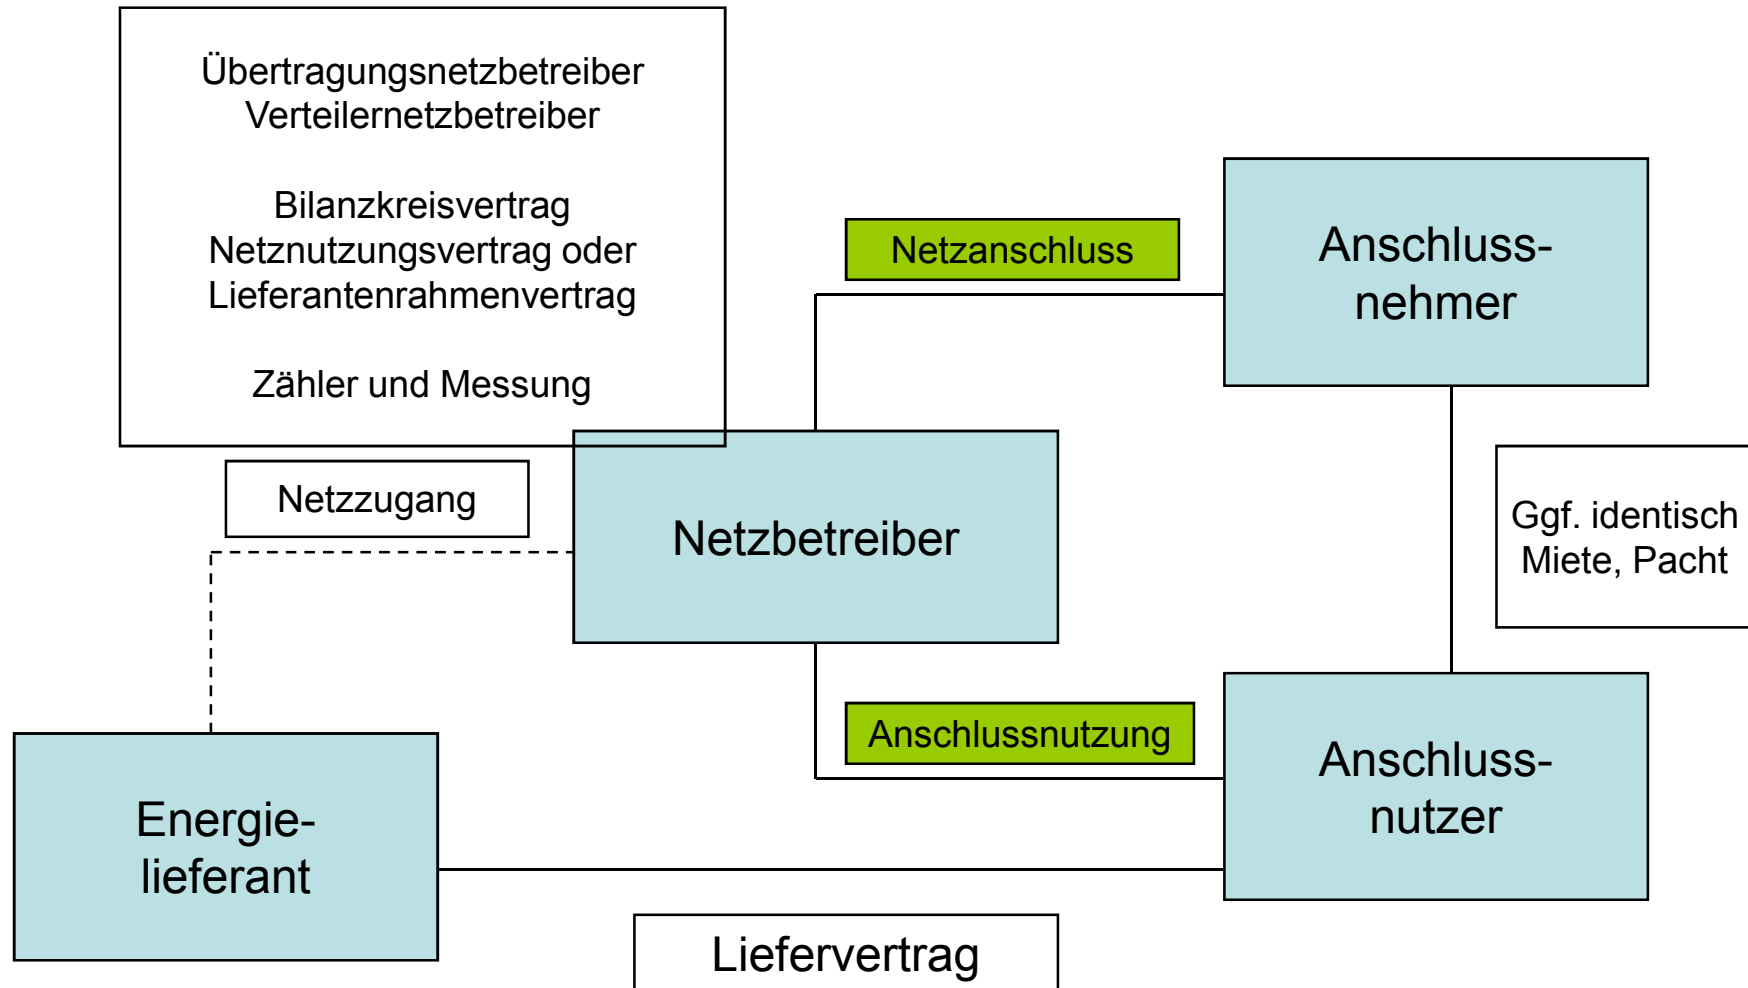 Übertragungsnetzbetreiber
Verteilernetzbetreiber
Bilanzkreisvertrag
Netznutzungsvertrag oder
Lieferantenrahmenvertrag
Zähler und Messung
Netzanschluss
Anschluss-
nehmer
Netzzugang
Netzbetreiber
Ggf. identisch
Miete, Pacht
Anschlussnutzung
Anschluss-
nutzer
Energie-
lieferant
Liefervertrag